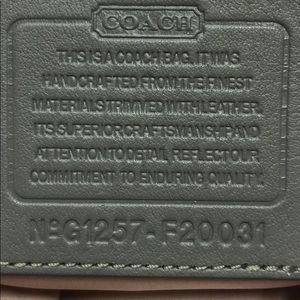 COACH
THIS IS A COACH BAG. IT WAS
HANDCRAFTED FROM THE FINEST
MATERIALS TRIMMED WITH LEATHER.
ITS SUPERIOR CRAFTSMANSHIP AND
ATTENTION TO DETAIL, REFLECT OUR
COMMITMENT TO ENDURING QUALITY.
Nº G1257-F20031